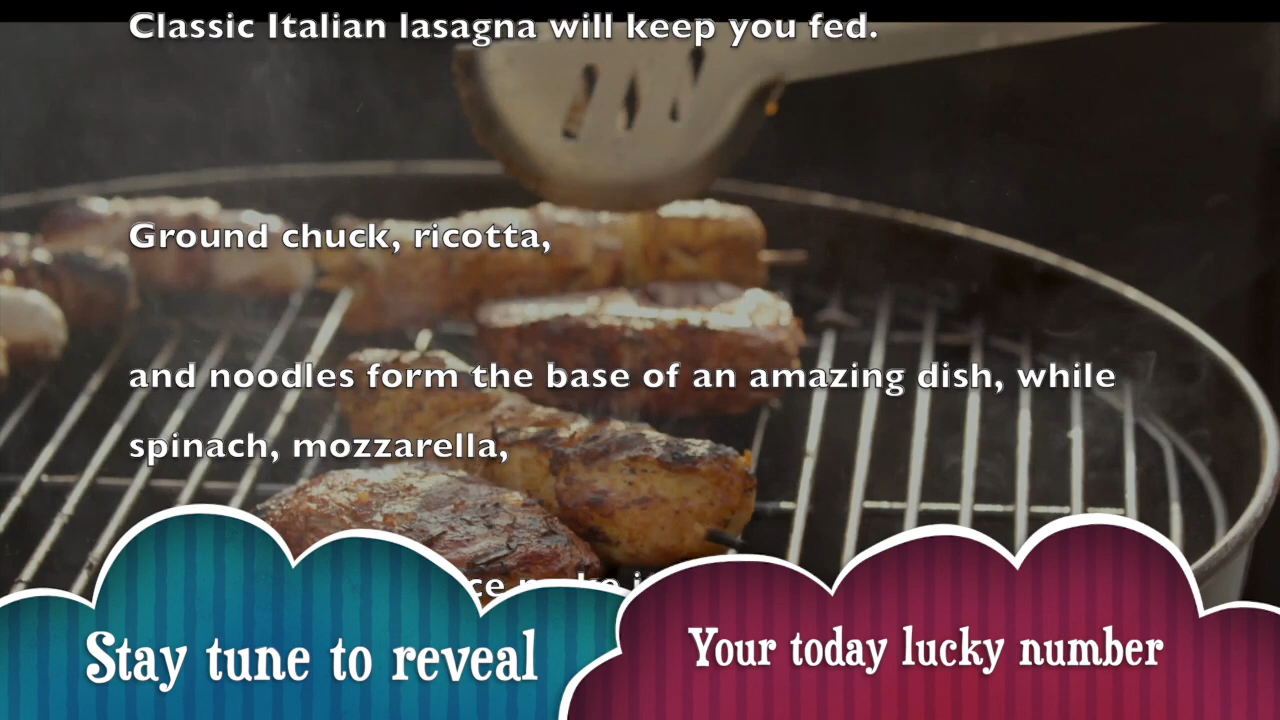 Classic Italian lasagna will keep you fed.
Ground chuck, ricotta,
and noodles form the base of an amazing dish, while
spinach, mozzarella,
Stay tune to reveal
Your today lucky number